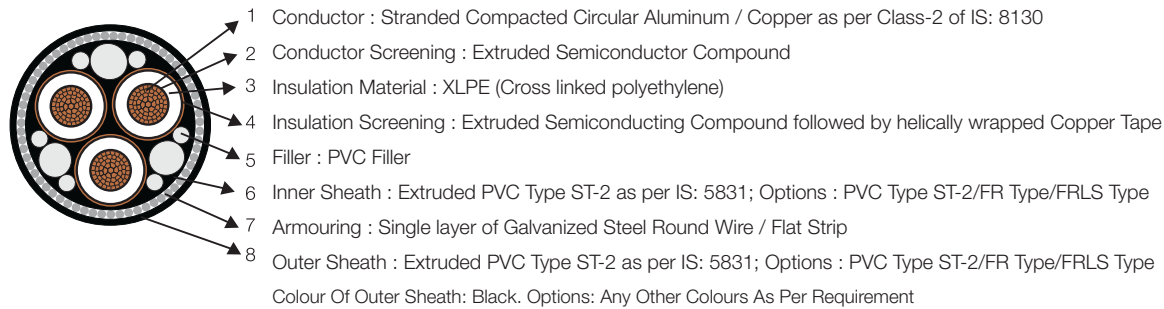 1 Conductor : Stranded Compacted Circular Aluminum / Copper as per Class-2 of IS: 8130
2 Conductor Screening : Extruded Semiconductor Compound
3 Insulation Material : XLPE (Cross linked polyethylene)
4 Insulation Screening : Extruded Semiconducting Compound followed by helically wrapped Copper Tape
5 Filler : PVC Filler
6 Inner Sheath : Extruded PVC Type ST-2 as per IS: 5831; Options : PVC Type ST-2/FR Type/FRLS Type
7 Armouring : Single layer of Galvanized Steel Round Wire / Flat Strip
8 Outer Sheath : Extruded PVC Type ST-2 as per IS: 5831; Options : PVC Type ST-2/FR Type/FRLS Type
Colour Of Outer Sheath: Black. Options: Any Other Colours As Per Requirement